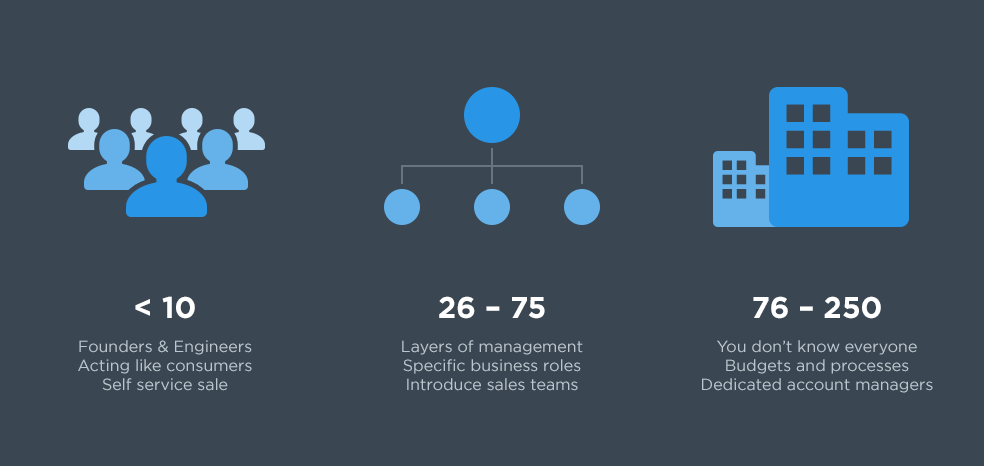 < 10
Founders & Engineers
Acting like consumers
Self service sale
26 – 75
Layers of management
Specific business roles
Introduce sales teams
76 – 250
You don’t know everyone
Budgets and processes
Dedicated account managers